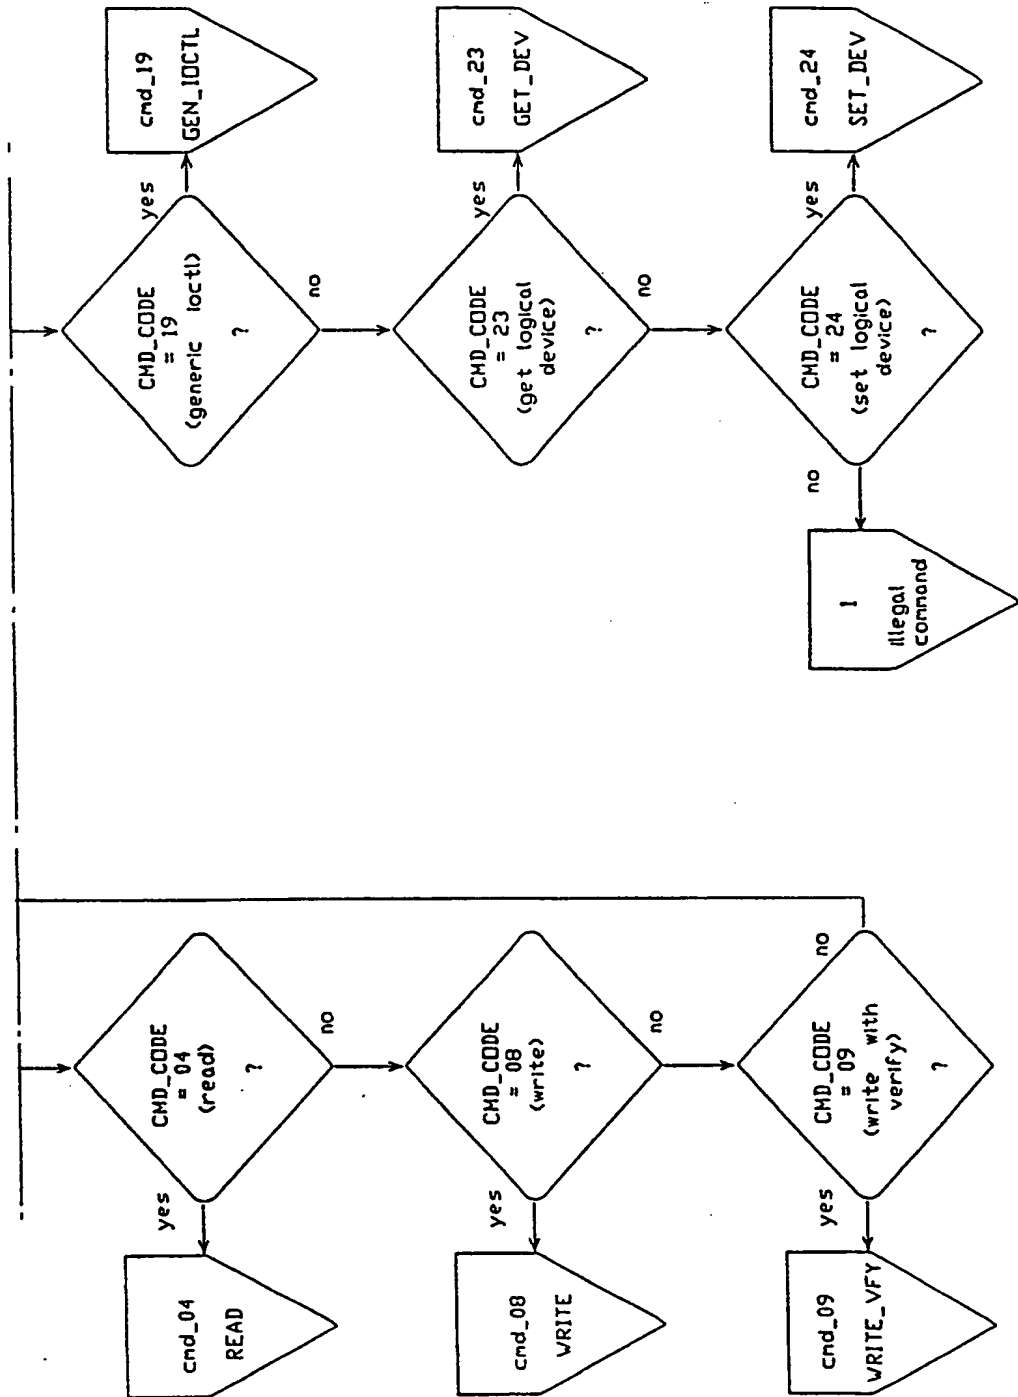 CMD_CODE
= 04
(read)
?
yes
no
cmd_04
READ
CMD_CODE
= 08
(write)
?
yes
no
cmd_08
WRITE
CMD_CODE
= 09
(write with
verify)
?
yes
no
cmd_09
WRITE_VFY
CMD_CODE
= 19
(generic ioctl)
?
yes
no
cmd_19
GEN_IOCTL
CMD_CODE
= 23
(get logical
device)
?
yes
no
cmd_23
GET_DEV
CMD_CODE
= 24
(set logical
device)
?
yes
no
cmd_24
SET_DEV
1
illegal
command